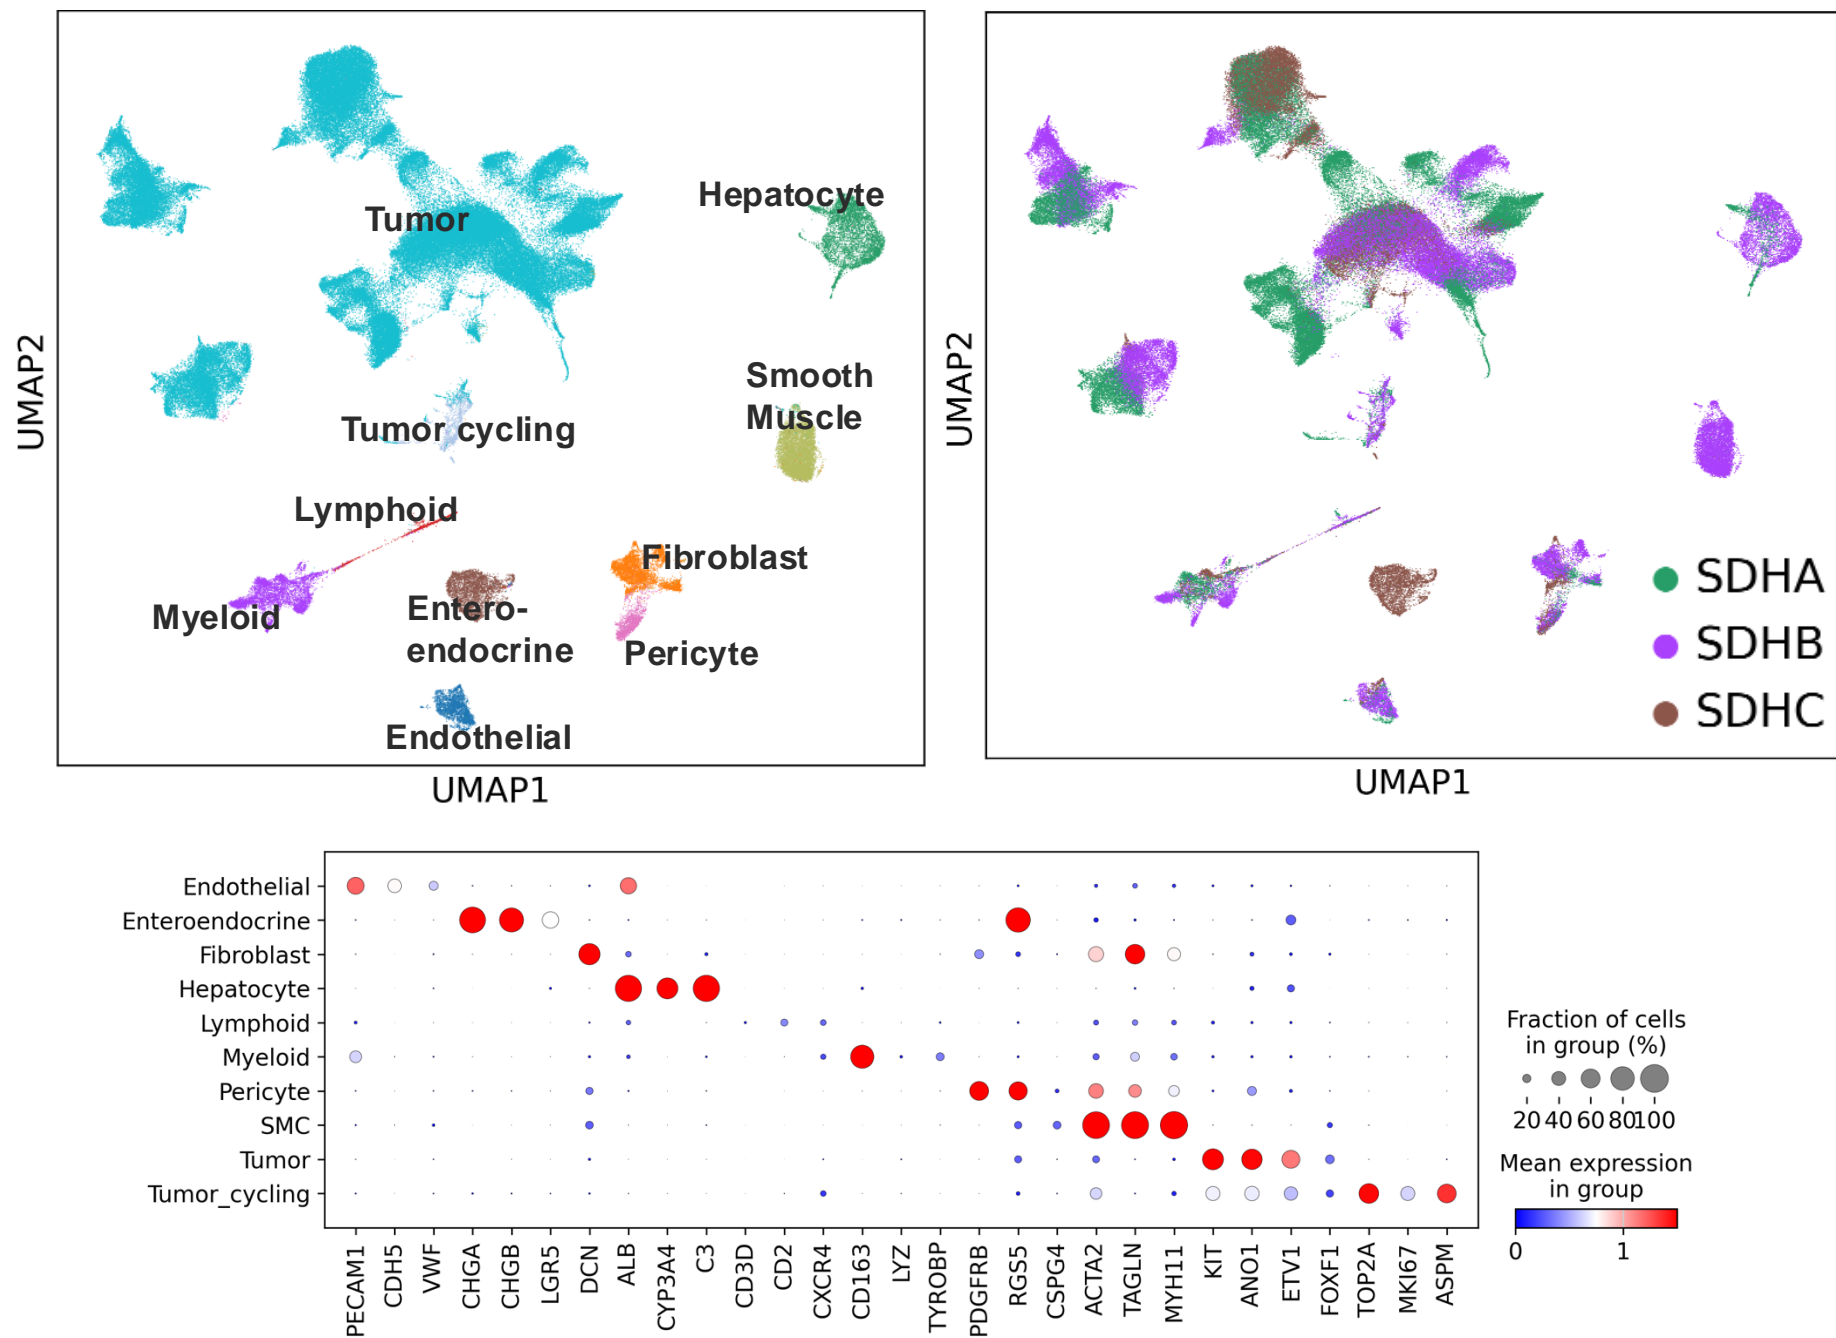 Hepatocyte
Tumor
Smooth
Muscle
Tumor cycling
Lymphoid
Fibroblast
Myeloid
Entero-
endocrine
Pericyte
Endothelial
UMAP2
UMAP1
UMAP2
SDHA
SDHB
SDHC
UMAP1
Endothelial
Enteroendocrine
Fibroblast
Hepatocyte
Lymphoid
Myeloid
Pericyte
SMC
Tumor
Tumor_cycling
PECAM1
CDH5
VWF
CHGA
CHGB
LGR5
DCN
ALB
CYP3A4
C3
CD3D
CD2
CXCR4
CD163
LYZ
TYROBP
PDGFRB
RGS5
CSPG4
ACTA2
TAGLN
MYH11
KIT
ANO1
ETV1
FOXF1
TOP2A
MKI67
ASPM
Fraction of cells
in group (%)
20 40 60 80 100
Mean expression
in group
0 1